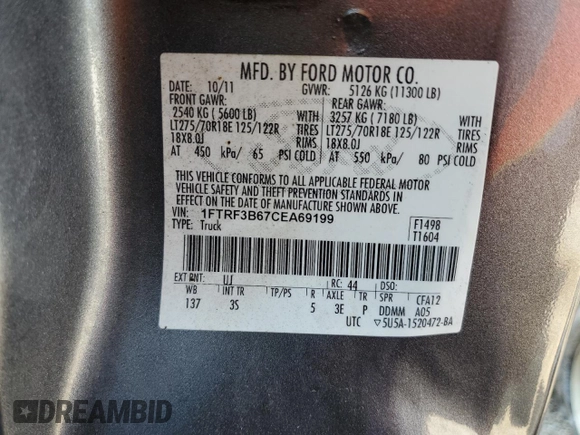 MFD. BY FORD MOTOR CO.
DATE: 10/11 GVWR: 5126 KG (11300 LB)
FRONT GAWR: REAR GAWR:
2540 KG ( 5600 LB) WITH 3257 KG ( 7180 LB) WITH
LT275/70R18E 125/122R TIRES LT275/70R18E 125/122R TIRES
18X8.0J RIMS 18X8.0J RIMS
AT 450 kPa/ 65 PSI COLD AT 550 kPa/ 80 PSI COLD
THIS VEHICLE CONFORMS TO ALL APPLICABLE FEDERAL MOTOR
VEHICLE SAFETY AND THEFT PREVENTION STANDARDS IN
EFFECT ON THE DATE OF MANUFACTURE SHOWN ABOVE.
VIN: 1FTRF3B67CEA69199 F1498
TYPE: Truck T1604
EXT PNT: UJ RC: 44 DSO:
WB INT TR TP/PS R AXLE TR SPR CFA12
137 3S 5 3E P DDMM A05
UTC ▽5U5A-1520472-BA
DREAMBID